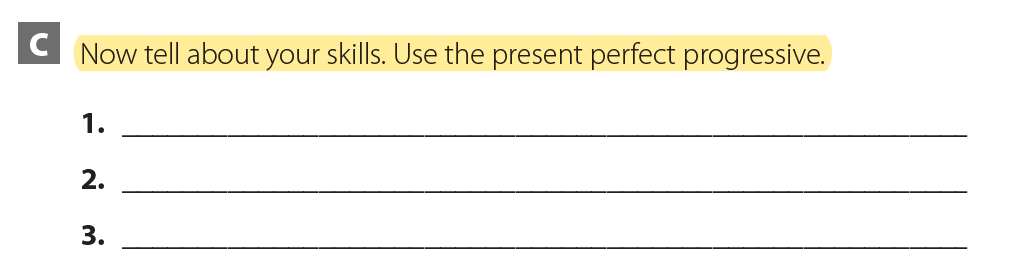 C Now tell about your skills. Use the present perfect progressive.
1.
2.
3.